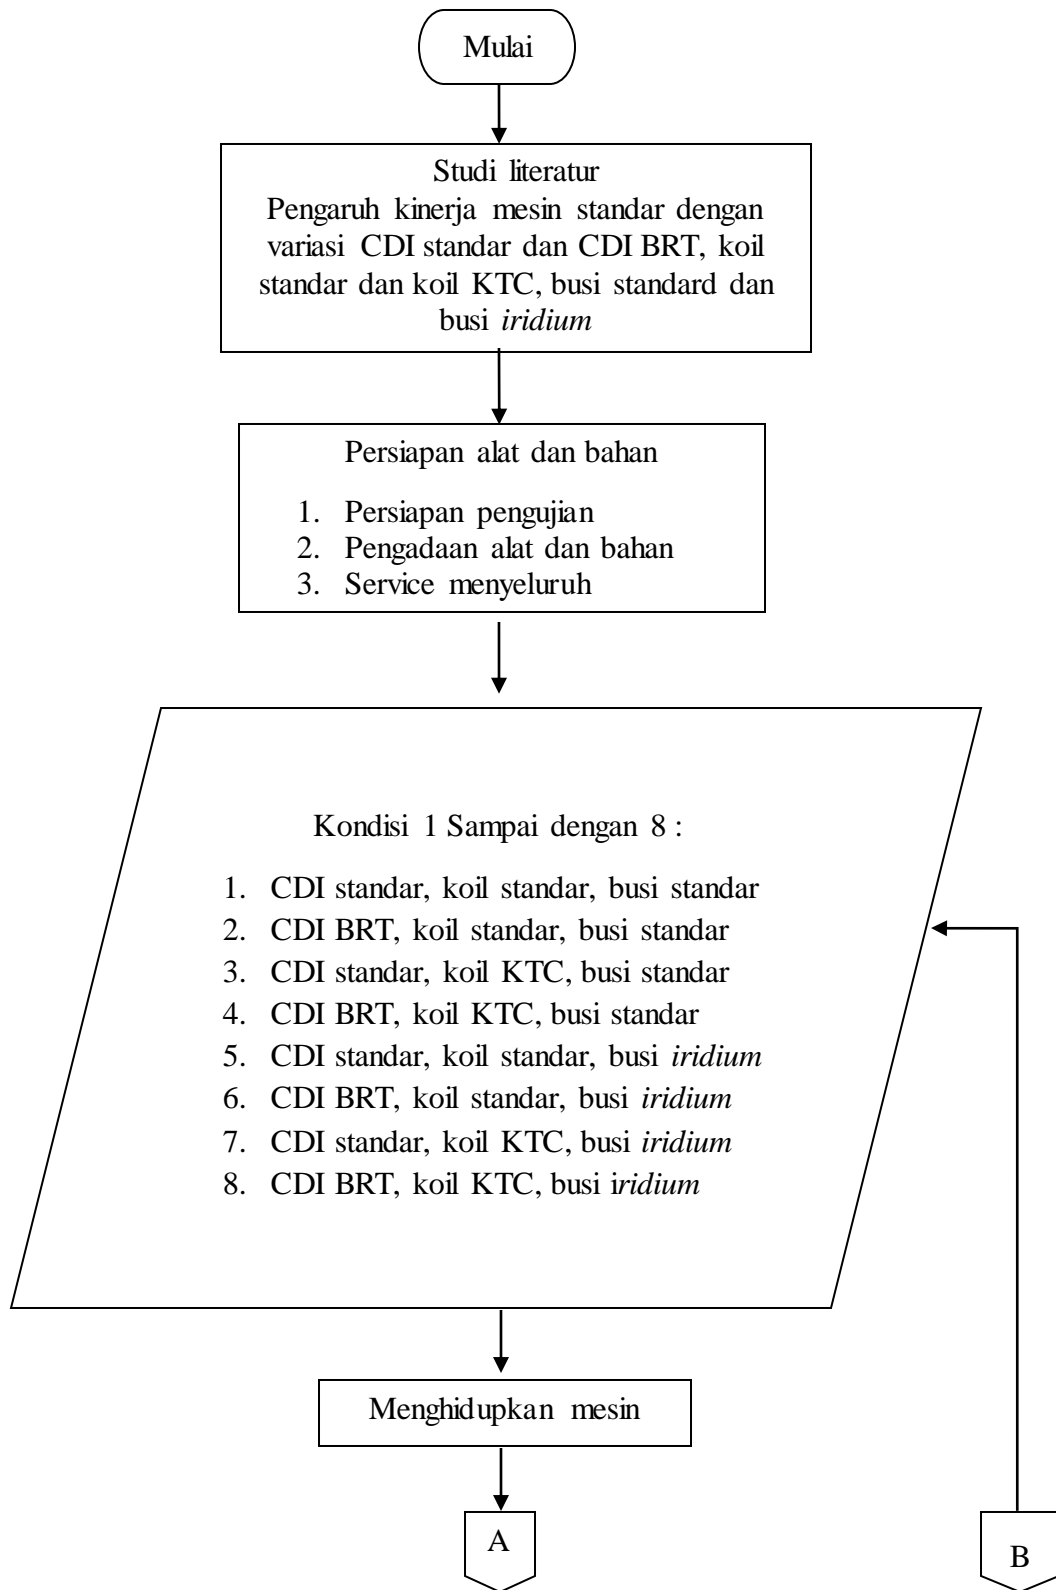 Mulai
Studi literatur
Pengaruh kinerja mesin standar dengan
variasi CDI standar dan CDI BRT, koil
standar dan koil KTC, busi standard dan
busi iridium
Persiapan alat dan bahan
1. Persiapan pengujian
2. Pengadaan alat dan bahan
3. Service menyeluruh
Kondisi 1 Sampai dengan 8 :
1. CDI standar, koil standar, busi standar
2. CDI BRT, koil standar, busi standar
3. CDI standar, koil KTC, busi standar
4. CDI BRT, koil KTC, busi standar
5. CDI standar, koil standar, busi iridium
6. CDI BRT, koil standar, busi iridium
7. CDI standar, koil KTC, busi iridium
8. CDI BRT, koil KTC, busi iridium
Menghidupkan mesin
A
B